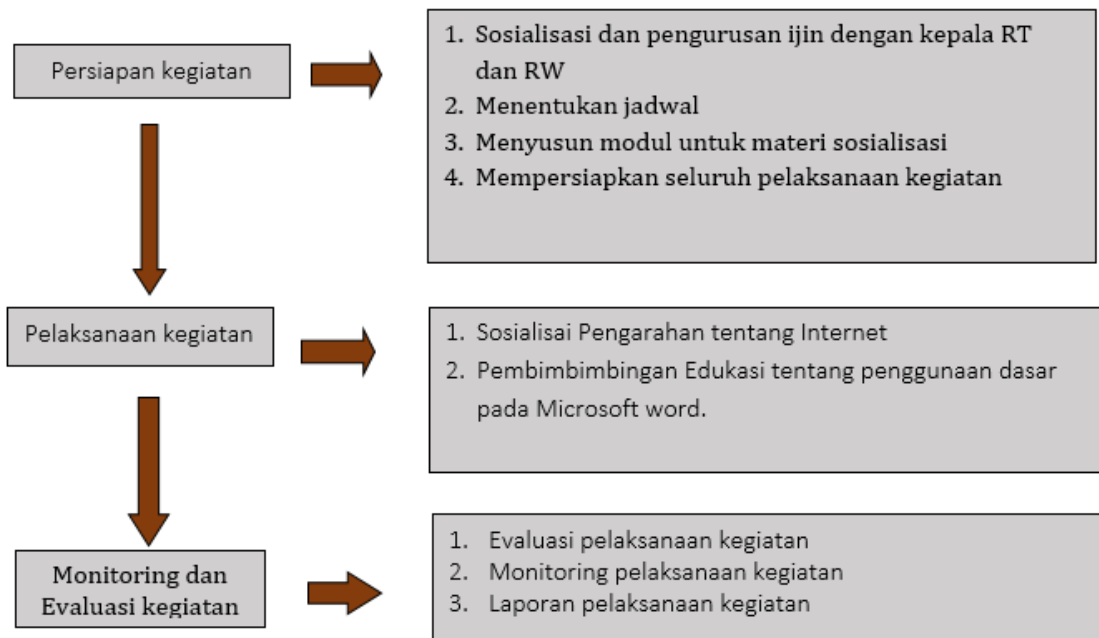 Persiapan kegiatan
1. Sosialisasi dan pengurusan ijin dengan kepala RT
dan RW
2. Menentukan jadwal
3. Menyusun modul untuk materi sosialisasi
4. Mempersiapkan seluruh pelaksanaan kegiatan
Pelaksanaan kegiatan
1. Sosialisai Pengarahan tentang Internet
2. Pembimbimbingan Edukasi tentang penggunaan dasar
pada Microsoft word.
Monitoring dan
Evaluasi kegiatan
1. Evaluasi pelaksanaan kegiatan
2. Monitoring pelaksanaan kegiatan
3. Laporan pelaksanaan kegiatan